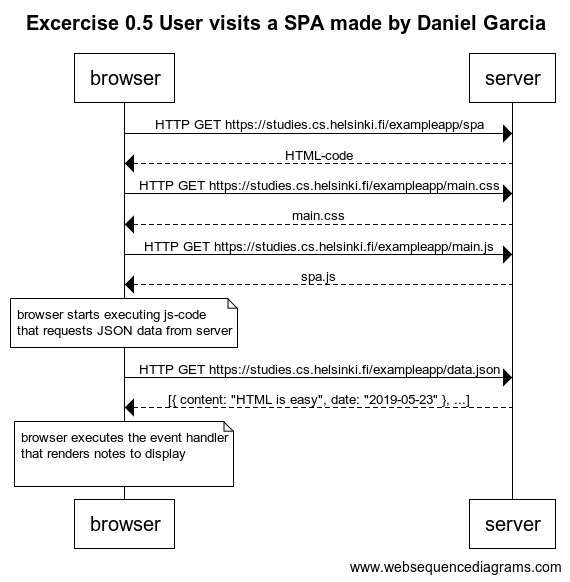 Excercise 0.5 User visits a SPA made by Daniel Garcia
browser
server
HTTP GET https://studies.cs.helsinki.fi/exampleapp/spa
HTML-code
HTTP GET https://studies.cs.helsinki.fi/exampleapp/main.css
main.css
HTTP GET https://studies.cs.helsinki.fi/exampleapp/main.js
spa.js
browser starts executing js-code
that requests JSON data from server
HTTP GET https://studies.cs.helsinki.fi/exampleapp/data.json
[{ content: "HTML is easy", date: "2019-05-23" }, ...]
browser executes the event handler
that renders notes to display
browser
server
www.websequencediagrams.com